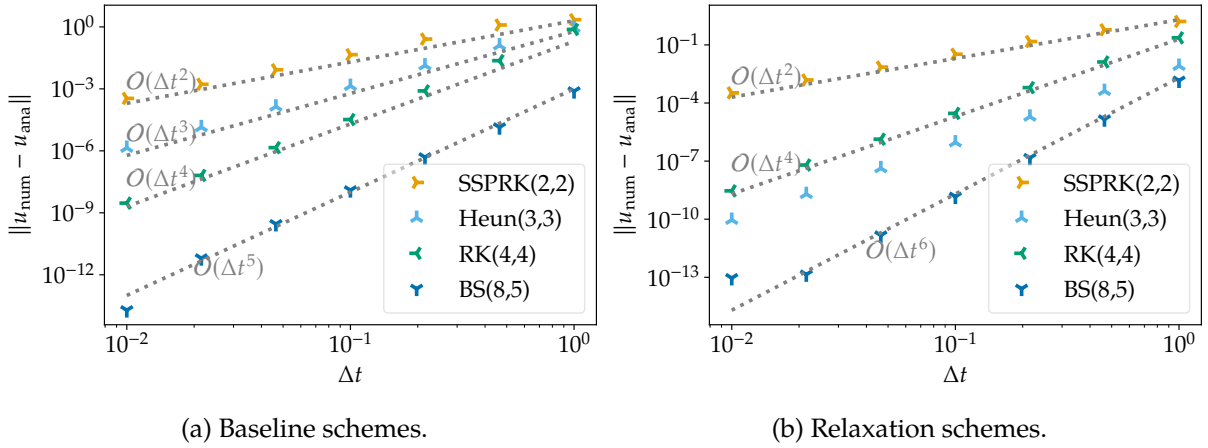 10^0
10^{-3}
10^{-6}
10^{-9}
10^{-12}
||u_num − u_ana||
O(Δt^2)
O(Δt^3)
O(Δt^4)
O(Δt^5)
SSPRK(2,2)
Heun(3,3)
RK(4,4)
BS(8,5)
10^{-2}
10^{-1}
10^0
Δt
(a) Baseline schemes.
10^{-1}
10^{-4}
10^{-7}
10^{-10}
10^{-13}
||u_num − u_ana||
O(Δt^2)
O(Δt^4)
O(Δt^6)
SSPRK(2,2)
Heun(3,3)
RK(4,4)
BS(8,5)
10^{-2}
10^{-1}
10^0
Δt
(b) Relaxation schemes.